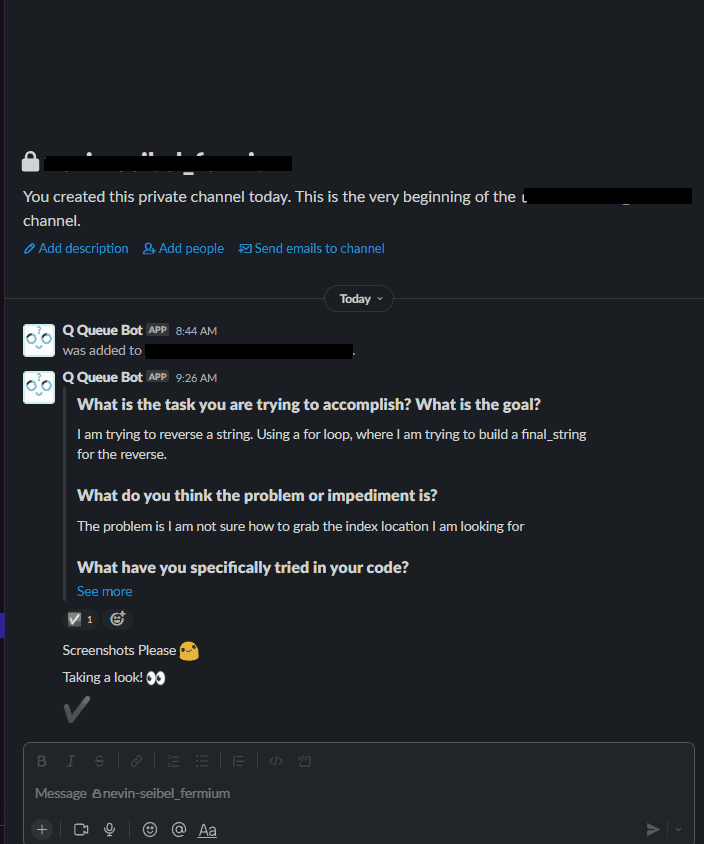 You created this private channel today. This is the very beginning of the
channel.
Add description Add people Send emails to channel
Today
Q Queue Bot APP 8:44 AM
was added to .
Q Queue Bot APP 9:26 AM
What is the task you are trying to accomplish? What is the goal?
I am trying to reverse a string. Using a for loop, where I am trying to build a final_string
for the reverse.
What do you think the problem or impediment is?
The problem is I am not sure how to grab the index location I am looking for
What have you specifically tried in your code?
See more
1
Screenshots Please
Taking a look!
B I S
Message nevin-seibel_fermium
Aa